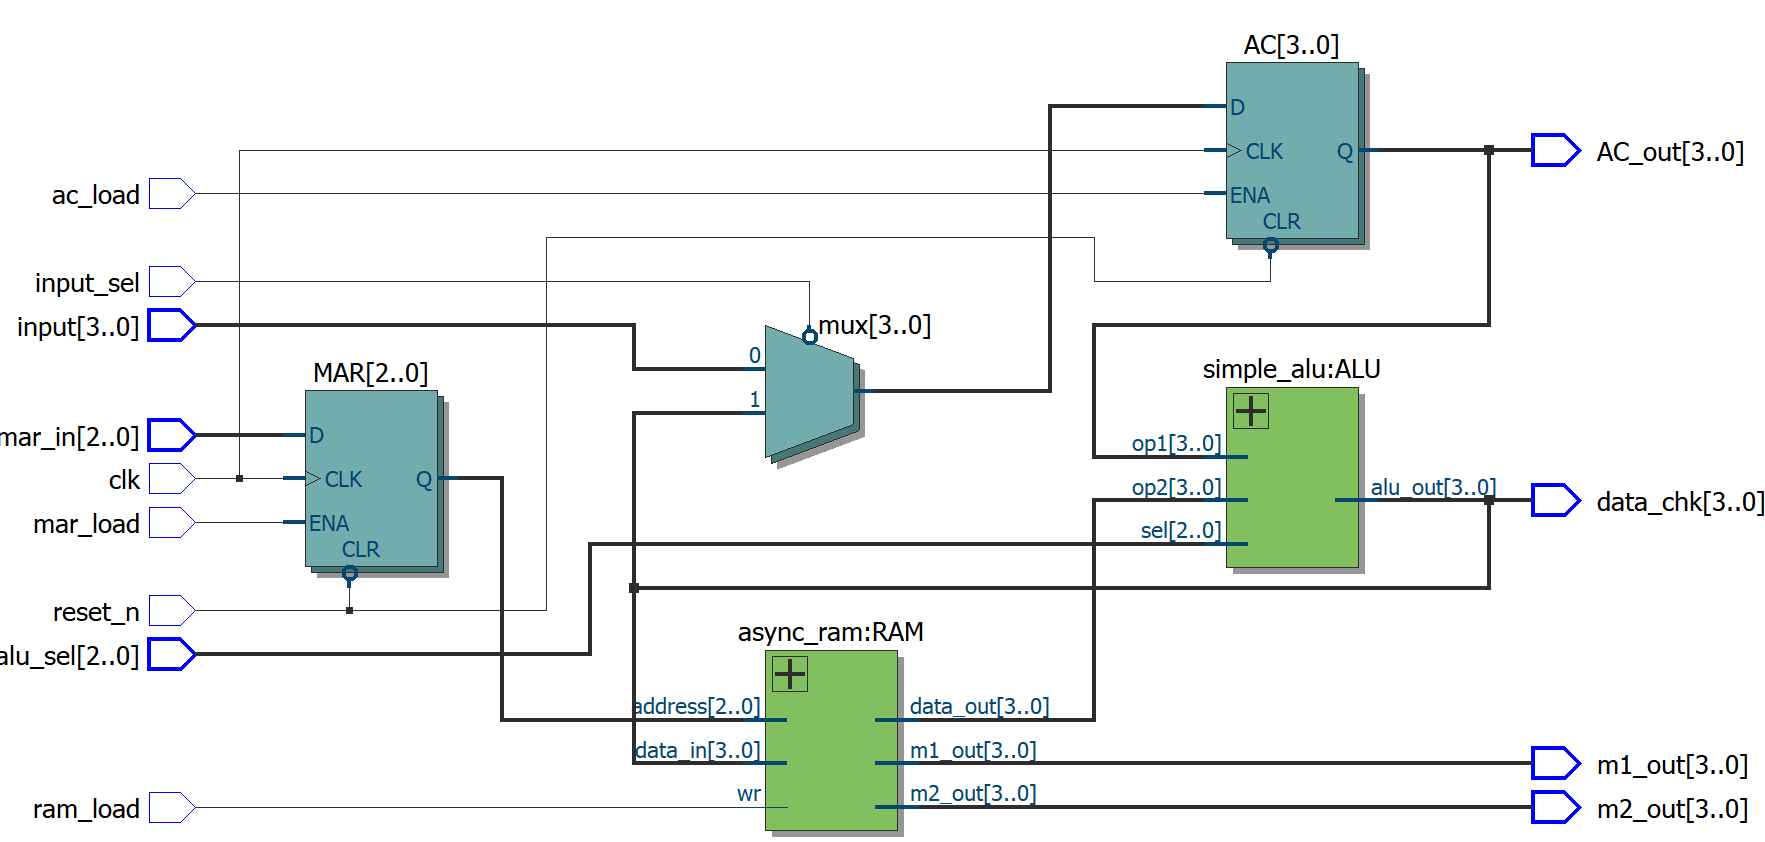 AC[3..0]
D
CLK
Q
ENA
CLR
AC_out[3..0]
ac_load
input_sel
input[3..0]
mux[3..0]
0
1
MAR[2..0]
D
CLK
Q
ENA
CLR
mar_in[2..0]
clk
mar_load
reset_n
alu_sel[2..0]
simple_alu:ALU
op1[3..0]
op2[3..0]
sel[2..0]
alu_out[3..0]
data_chk[3..0]
async_ram:RAM
address[2..0]
data_in[3..0]
wr
data_out[3..0]
m1_out[3..0]
m2_out[3..0]
ram_load
m1_out[3..0]
m2_out[3..0]